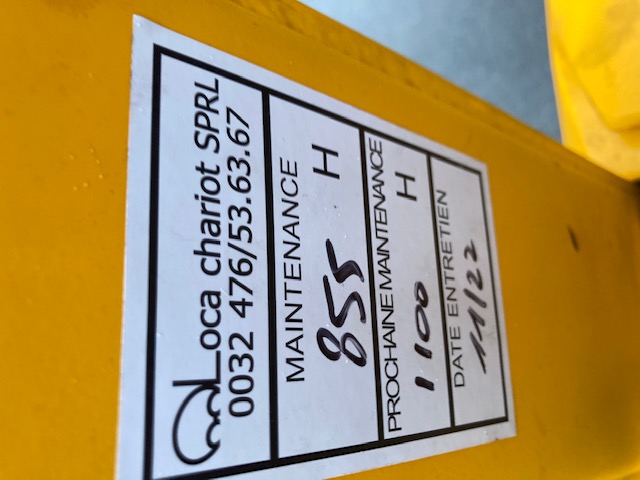 Loca chariot SPRL
0032 476/53.63.67
MAINTENANCE
855 H
PROCHAINE MAINTENANCE
1100 H
DATE ENTRETIEN
11/22